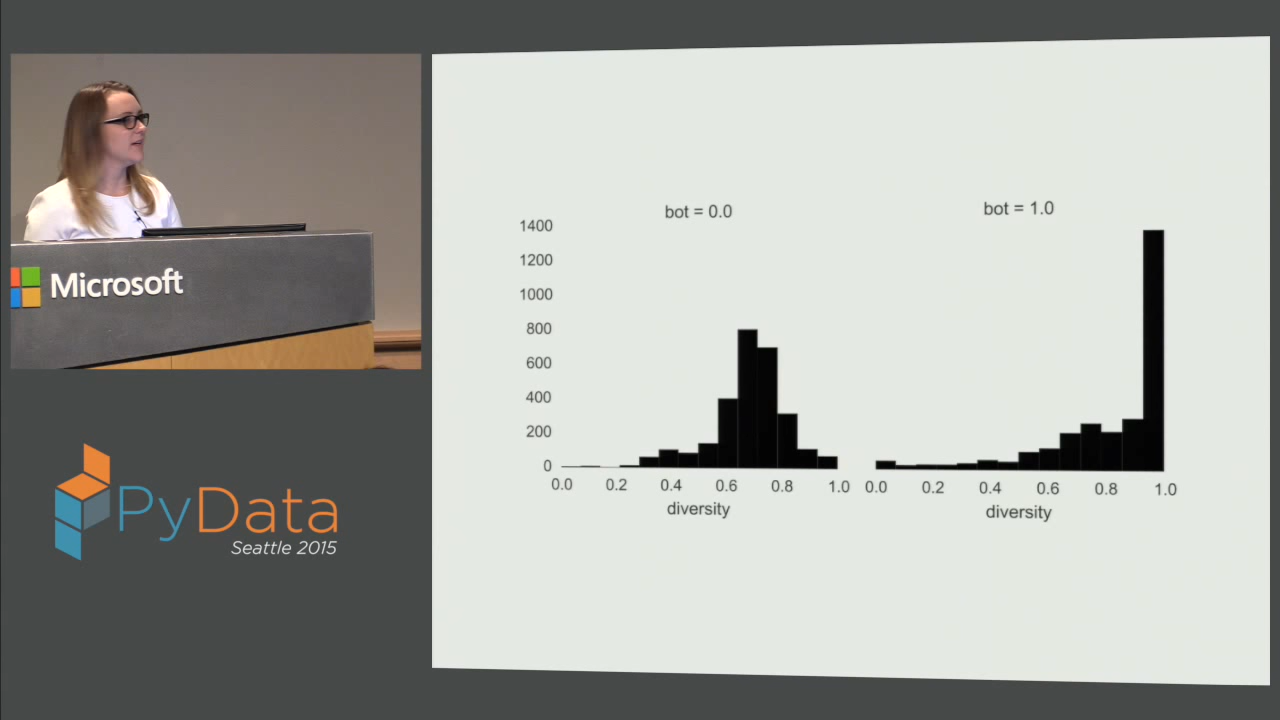 Microsoft
PyData
Seattle 2015
bot = 0.0
bot = 1.0
1400
1200
1000
800
600
400
200
0
0.0 0.2 0.4 0.6 0.8 1.0
0.0 0.2 0.4 0.6 0.8 1.0
diversity
diversity